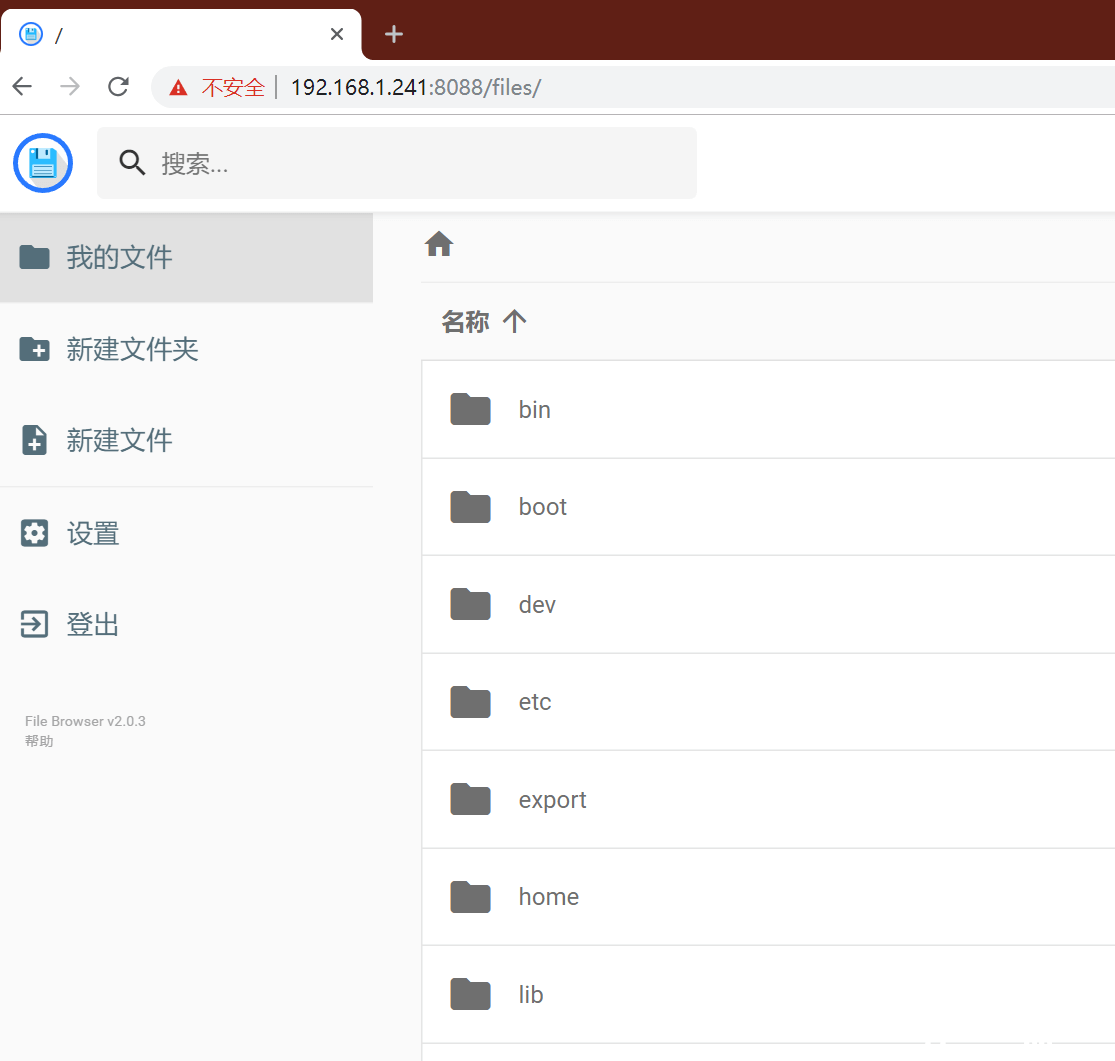 /
不安全 192.168.1.241:8088/files/
搜索...
我的文件
新建文件夹
新建文件
设置
登出
File Browser v2.0.3
帮助
名称
bin
boot
dev
etc
export
home
lib